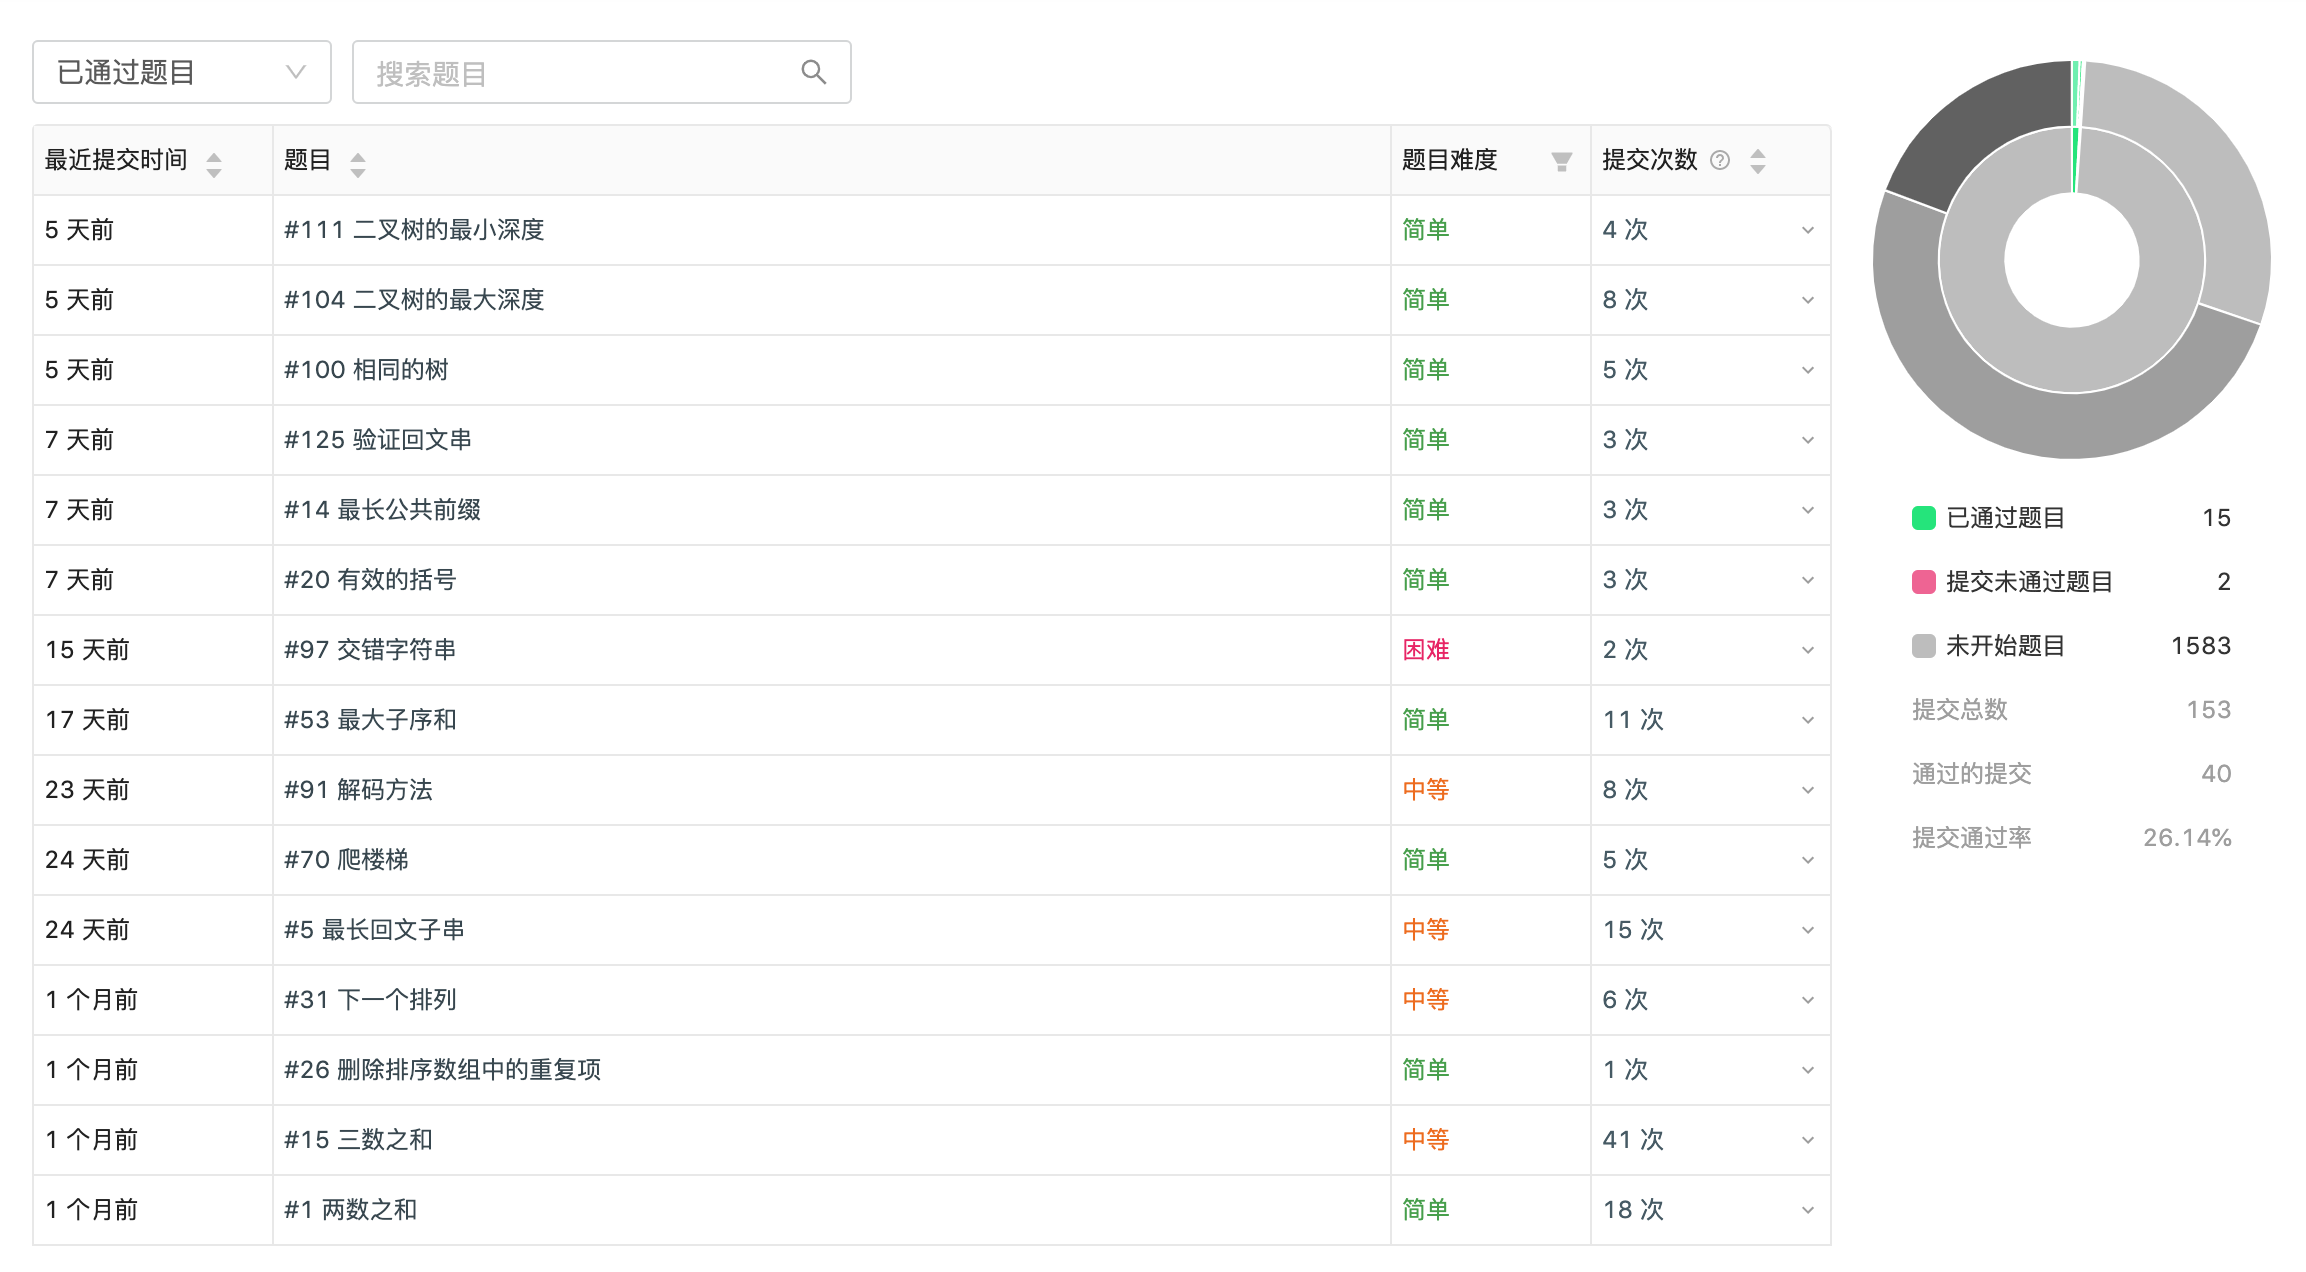 已通过题目
搜索题目
最近提交时间 题目 题目难度 提交次数
5 天前 #111 二叉树的最小深度 简单 4 次
5 天前 #104 二叉树的最大深度 简单 8 次
5 天前 #100 相同的树 简单 5 次
7 天前 #125 验证回文串 简单 3 次
7 天前 #14 最长公共前缀 简单 3 次
7 天前 #20 有效的括号 简单 3 次
15 天前 #97 交错字符串 困难 2 次
17 天前 #53 最大子序和 简单 11 次
23 天前 #91 解码方法 中等 8 次
24 天前 #70 爬楼梯 简单 5 次
24 天前 #5 最长回文子串 中等 15 次
1 个月前 #31 下一个排列 中等 6 次
1 个月前 #26 删除排序数组中的重复项 简单 1 次
1 个月前 #15 三数之和 中等 41 次
1 个月前 #1 两数之和 简单 18 次
已通过题目 15
提交未通过题目 2
未开始题目 1583
提交总数 153
通过的提交 40
提交通过率 26.14%